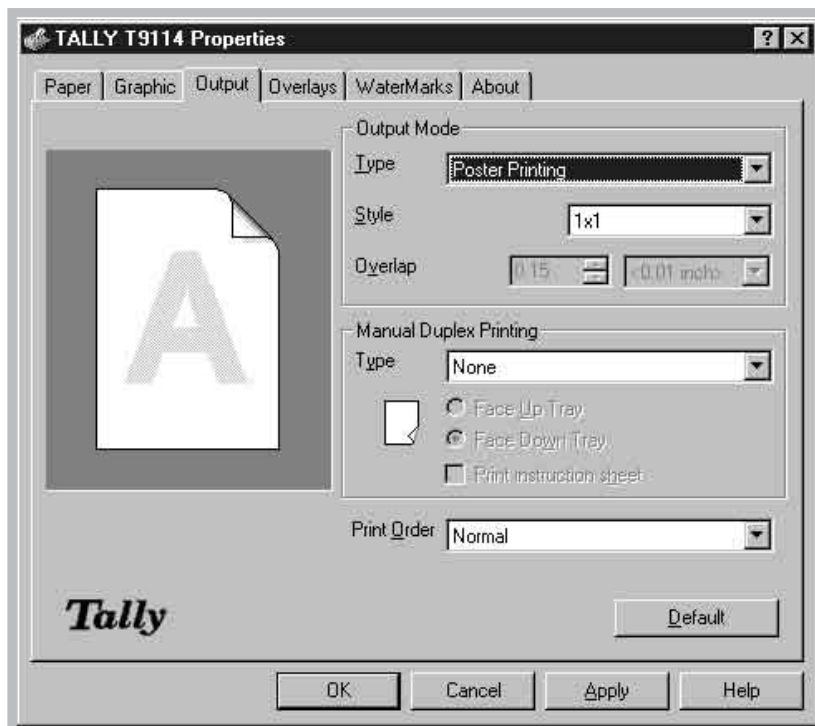 TALLY T9114 Properties
Paper Graphic Output Overlays WaterMarks About
Output Mode
Type Poster Printing
Style 1x1
Overlap 0.15 <0.01 inch>
Manual Duplex Printing
Type None
Face Up Tray
Face Down Tray
Print instruction sheet
Print Order Normal
A
Tally
Default
OK Cancel Apply Help